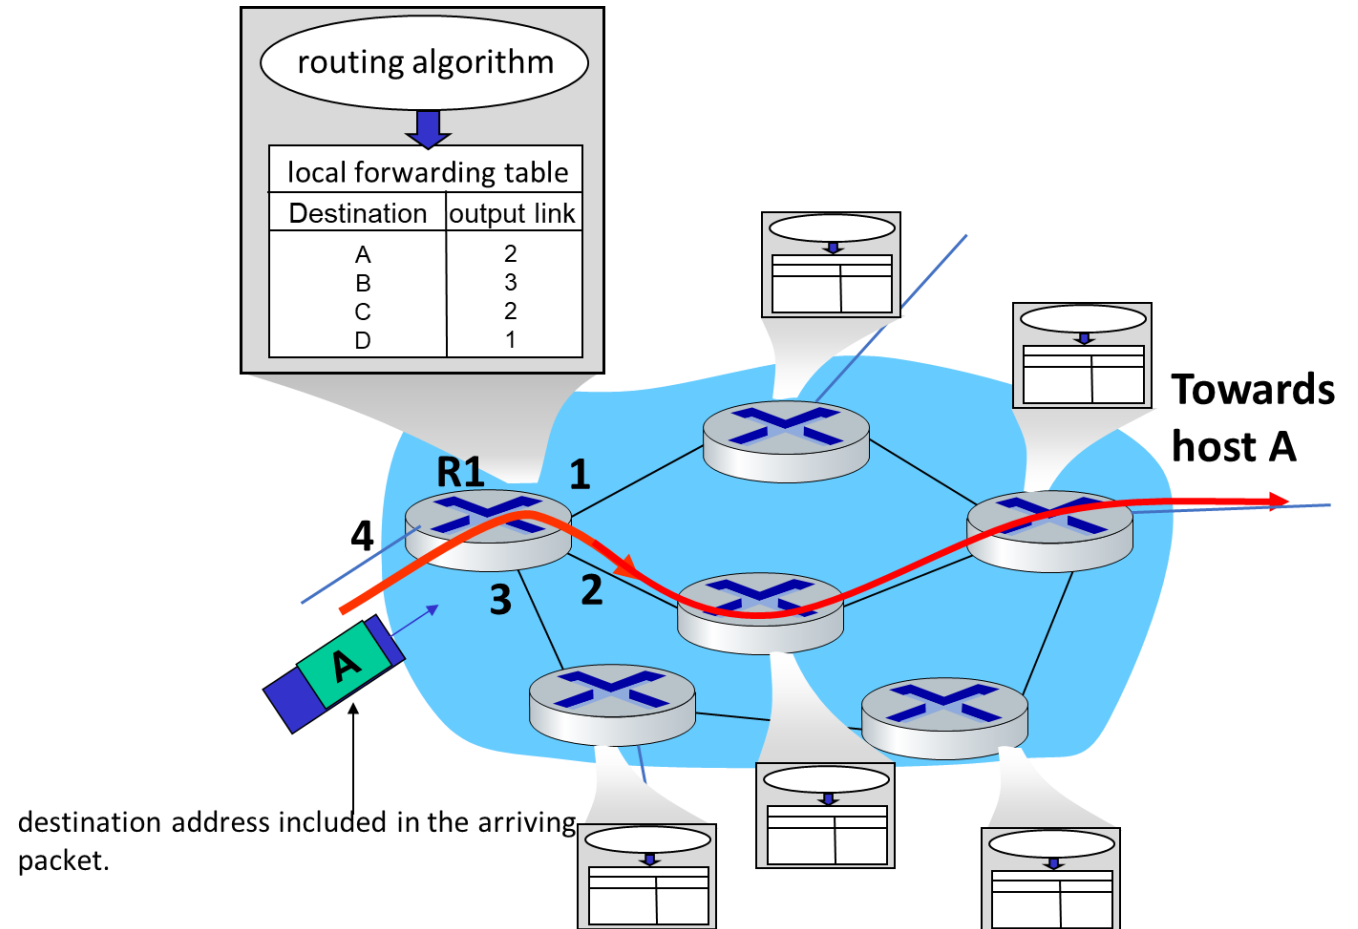 routing algorithm
local forwarding table
Destination output link
A 2
B 3
C 2
D 1
Towards
host A
R1
1
4
3
2
A
destination address included in the arriving
packet.